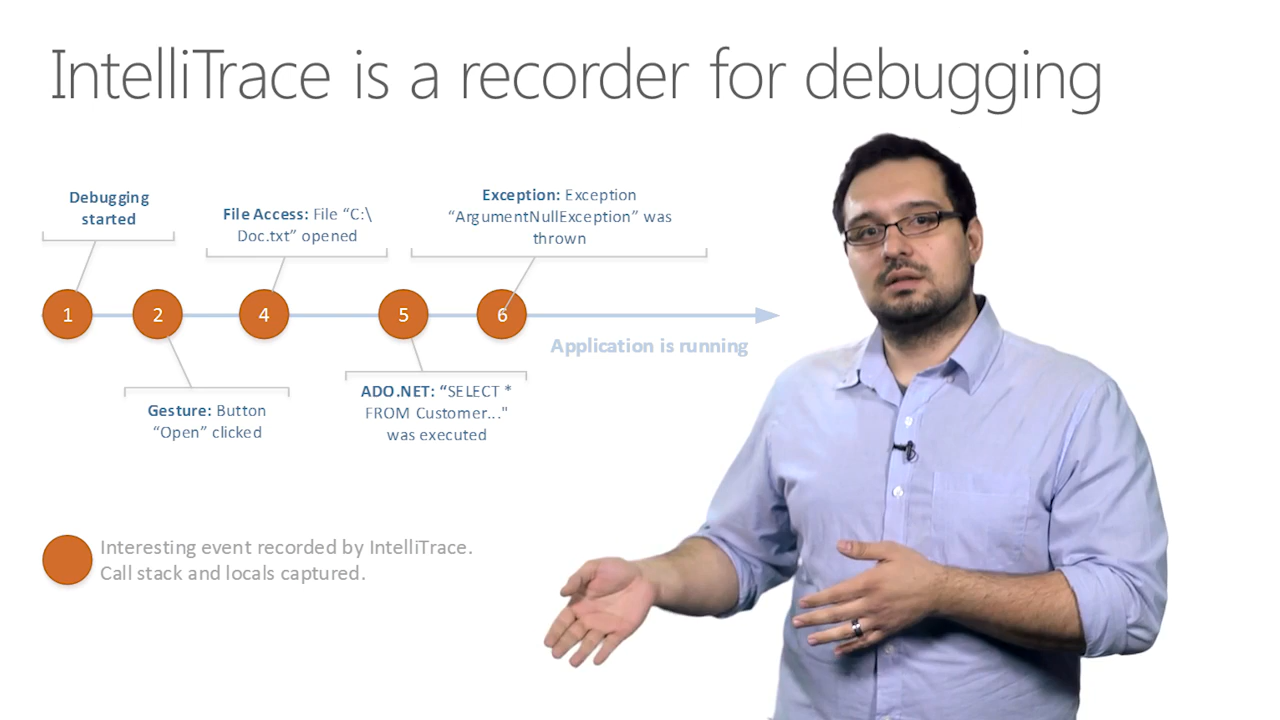 IntelliTrace is a recorder for debugging
Debugging
started
File Access: File “C:\
Doc.txt” opened
Exception: Exception
“ArgumentNullException” was
thrown
1
2
4
5
6
Application is running
Gesture: Button
“Open” clicked
ADO.NET: “SELECT *
FROM Customer..."
was executed
Interesting event recorded by IntelliTrace.
Call stack and locals captured.